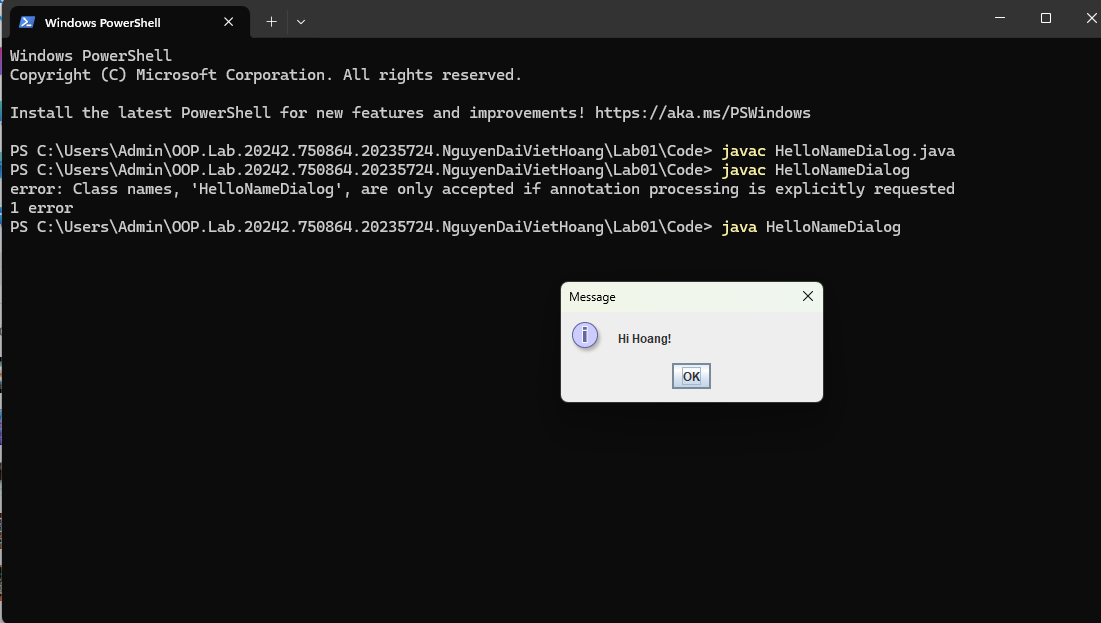 Windows PowerShell
Windows PowerShell
Copyright (C) Microsoft Corporation. All rights reserved.
Install the latest PowerShell for new features and improvements! https://aka.ms/PSWindows
PS C:\Users\Admin\OOP.Lab.20242.750864.20235724.NguyenDaiVietHoang\Lab01\Code> javac HelloNameDialog.java
PS C:\Users\Admin\OOP.Lab.20242.750864.20235724.NguyenDaiVietHoang\Lab01\Code> javac HelloNameDialog
error: Class names, 'HelloNameDialog', are only accepted if annotation processing is explicitly requested
1 error
PS C:\Users\Admin\OOP.Lab.20242.750864.20235724.NguyenDaiVietHoang\Lab01\Code> java HelloNameDialog
Message
Hi Hoang!
OK